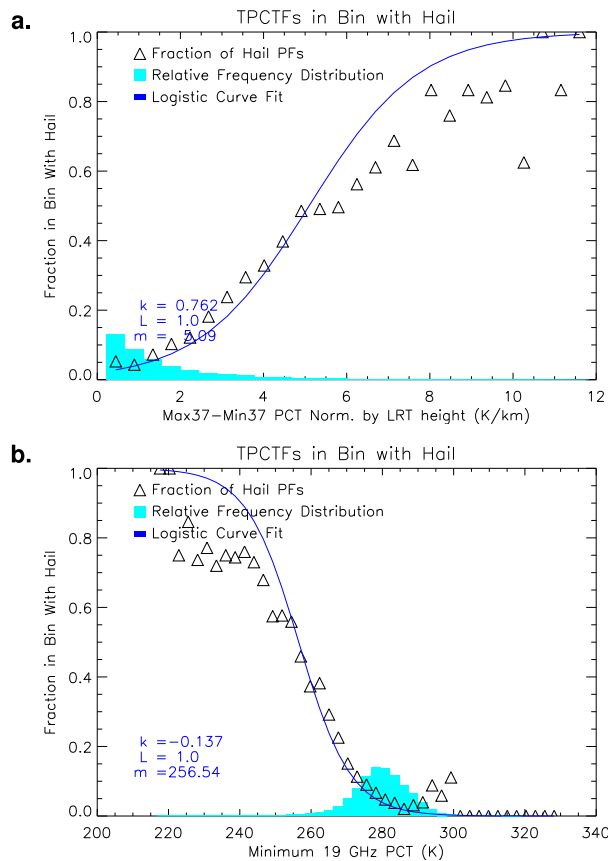 a.
TPCTFs in Bin with Hail
Fraction of Hail PFs
Relative Frequency Distribution
Logistic Curve Fit
Fraction in Bin With Hail
1.0
0.8
0.6
0.4
0.2
0.0
k = 0.762
L = 1.0
m = 5.09
0 2 4 6 8 10 12
Max37-Min37 PCT Norm. by LRT height (K/km)
b.
TPCTFs in Bin with Hail
Fraction of Hail PFs
Relative Frequency Distribution
Logistic Curve Fit
Fraction in Bin With Hail
1.0
0.8
0.6
0.4
0.2
0.0
k =-0.137
L = 1.0
m =256.54
200 220 240 260 280 300 320 340
Minimum 19 GHz PCT (K)